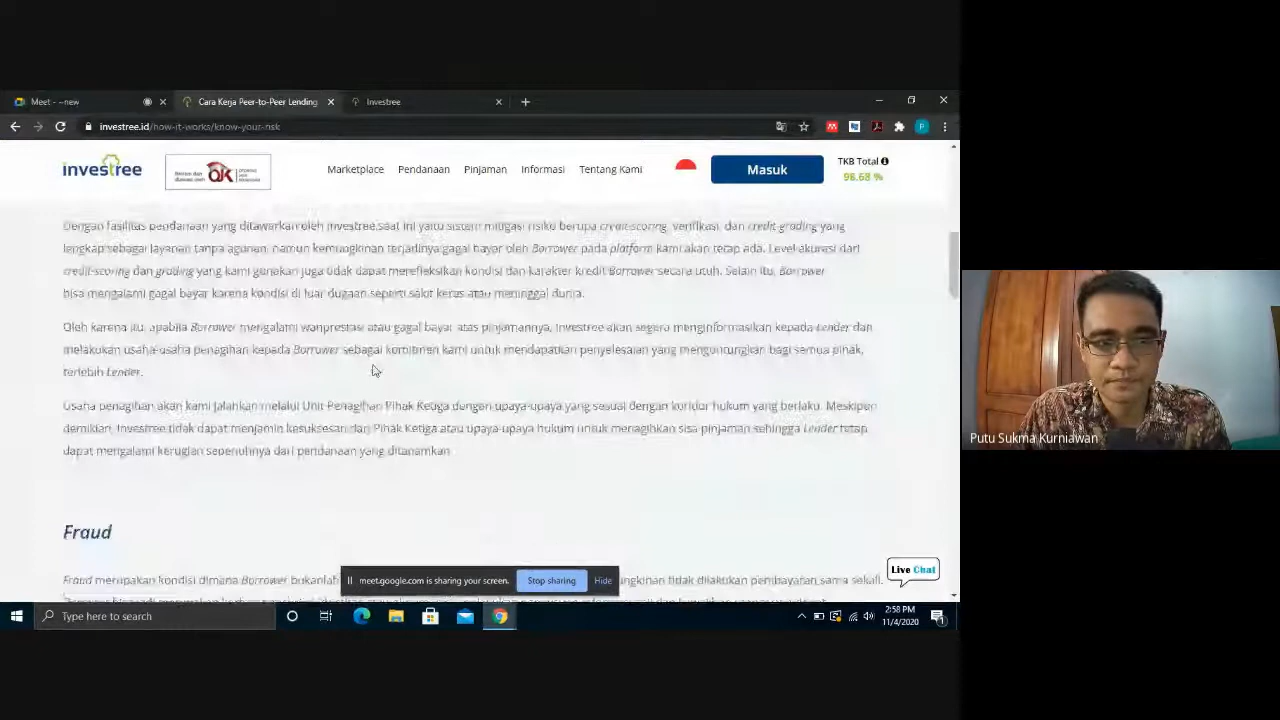 Meet - ~new
Cara Kerja Peer-to-Peer Lending
Investree
investree.id/how-it-works/know-your-risk
investree
Marketplace
Pendanaan
Pinjaman
Informasi
Tentang Kami
Masuk
TKB Total
98.68 %
Dengan fasilitas pendanaan yang ditawarkan oleh Investree saat ini yaitu sistem mitigasi risiko berupa credit-scoring, verifikasi, dan credit-grading yang
lengkap sebagai layanan tanpa agunan, namun kemungkinan terjadinya gagal bayar oleh Borrower pada platform kami akan tetap ada. Level akurasi dari
credit-scoring dan grading yang kami gunakan juga tidak dapat merefleksikan kondisi dan karakter kredit Borrower secara utuh. Selain itu, Borrower
bisa mengalami gagal bayar karena kondisi di luar dugaan seperti sakit keras atau meninggal dunia.
Oleh karena itu, apabila Borrower mengalami wanprestasi atau gagal bayar atas pinjamannya, Investree akan segera menginformasikan kepada Lender dan
melakukan usaha-usaha penagihan kepada Borrower sebagai komitmen kami untuk mendapatkan penyelesaian yang menguntungkan bagi semua pihak,
terlebih Lender.
Usaha penagihan akan kami jalankan melalui Unit Penagihan Pihak Ketiga dengan upaya-upaya yang sesuai dengan koridor hukum yang berlaku. Meskipun
demikian, Investree tidak dapat menjamin kesuksesan dari Pihak Ketiga atau upaya-upaya hukum untuk menagihkan sisa pinjaman sehingga Lender tetap
dapat mengalami kerugian sepenuhnya dari pendanaan yang ditanamkan
Fraud
Fraud merupakan kondisi dimana Borrower bukanlah
tidak dilakukan pembayaran sama sekali.
meet.google.com is sharing your screen.
Stop sharing
Hide
Live Chat
Type here to search
2:58 PM
11/4/2020
Putu Sukma Kurniawan